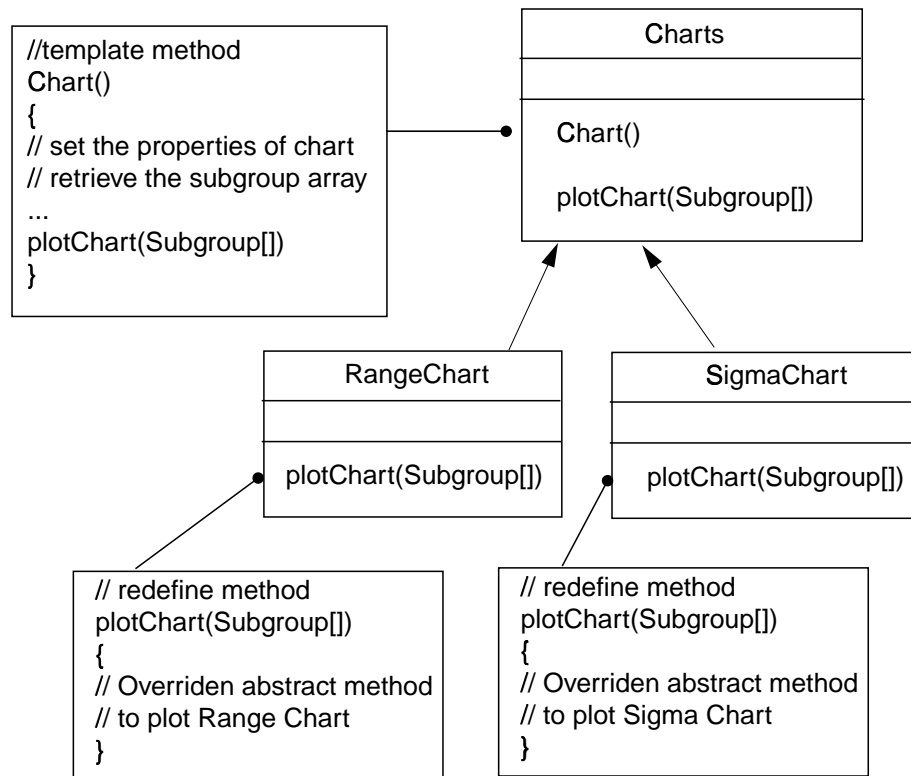 //template method
Chart()
{
// set the properties of chart
// retrieve the subgroup array
...
plotChart(Subgroup[])
}
Charts
Chart()
plotChart(Subgroup[])
RangeChart
plotChart(Subgroup[])
SigmaChart
plotChart(Subgroup[])
// redefine method
plotChart(Subgroup[])
{
// Overriden abstract method
// to plot Range Chart
}
// redefine method
plotChart(Subgroup[])
{
// Overriden abstract method
// to plot Sigma Chart
}